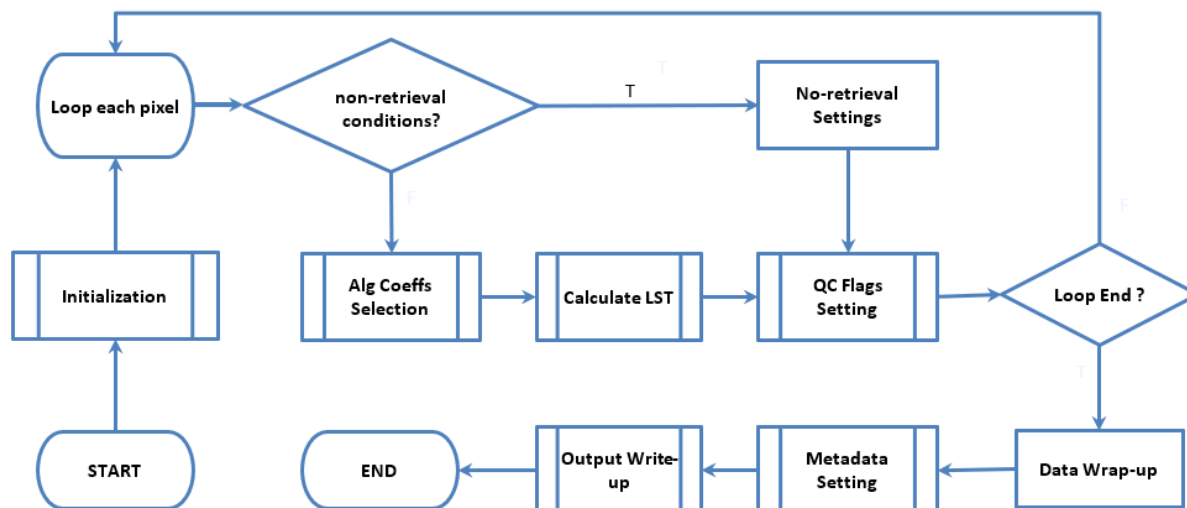 Loop each pixel
non-retrieval
conditions?
T
T
No-retrieval
Settings
F
F
Initialization
Alg Coeffs
Selection
Calculate LST
QC Flags
Setting
Loop End ?
T
START
END
Output Write-
up
Metadata
Setting
Data Wrap-up